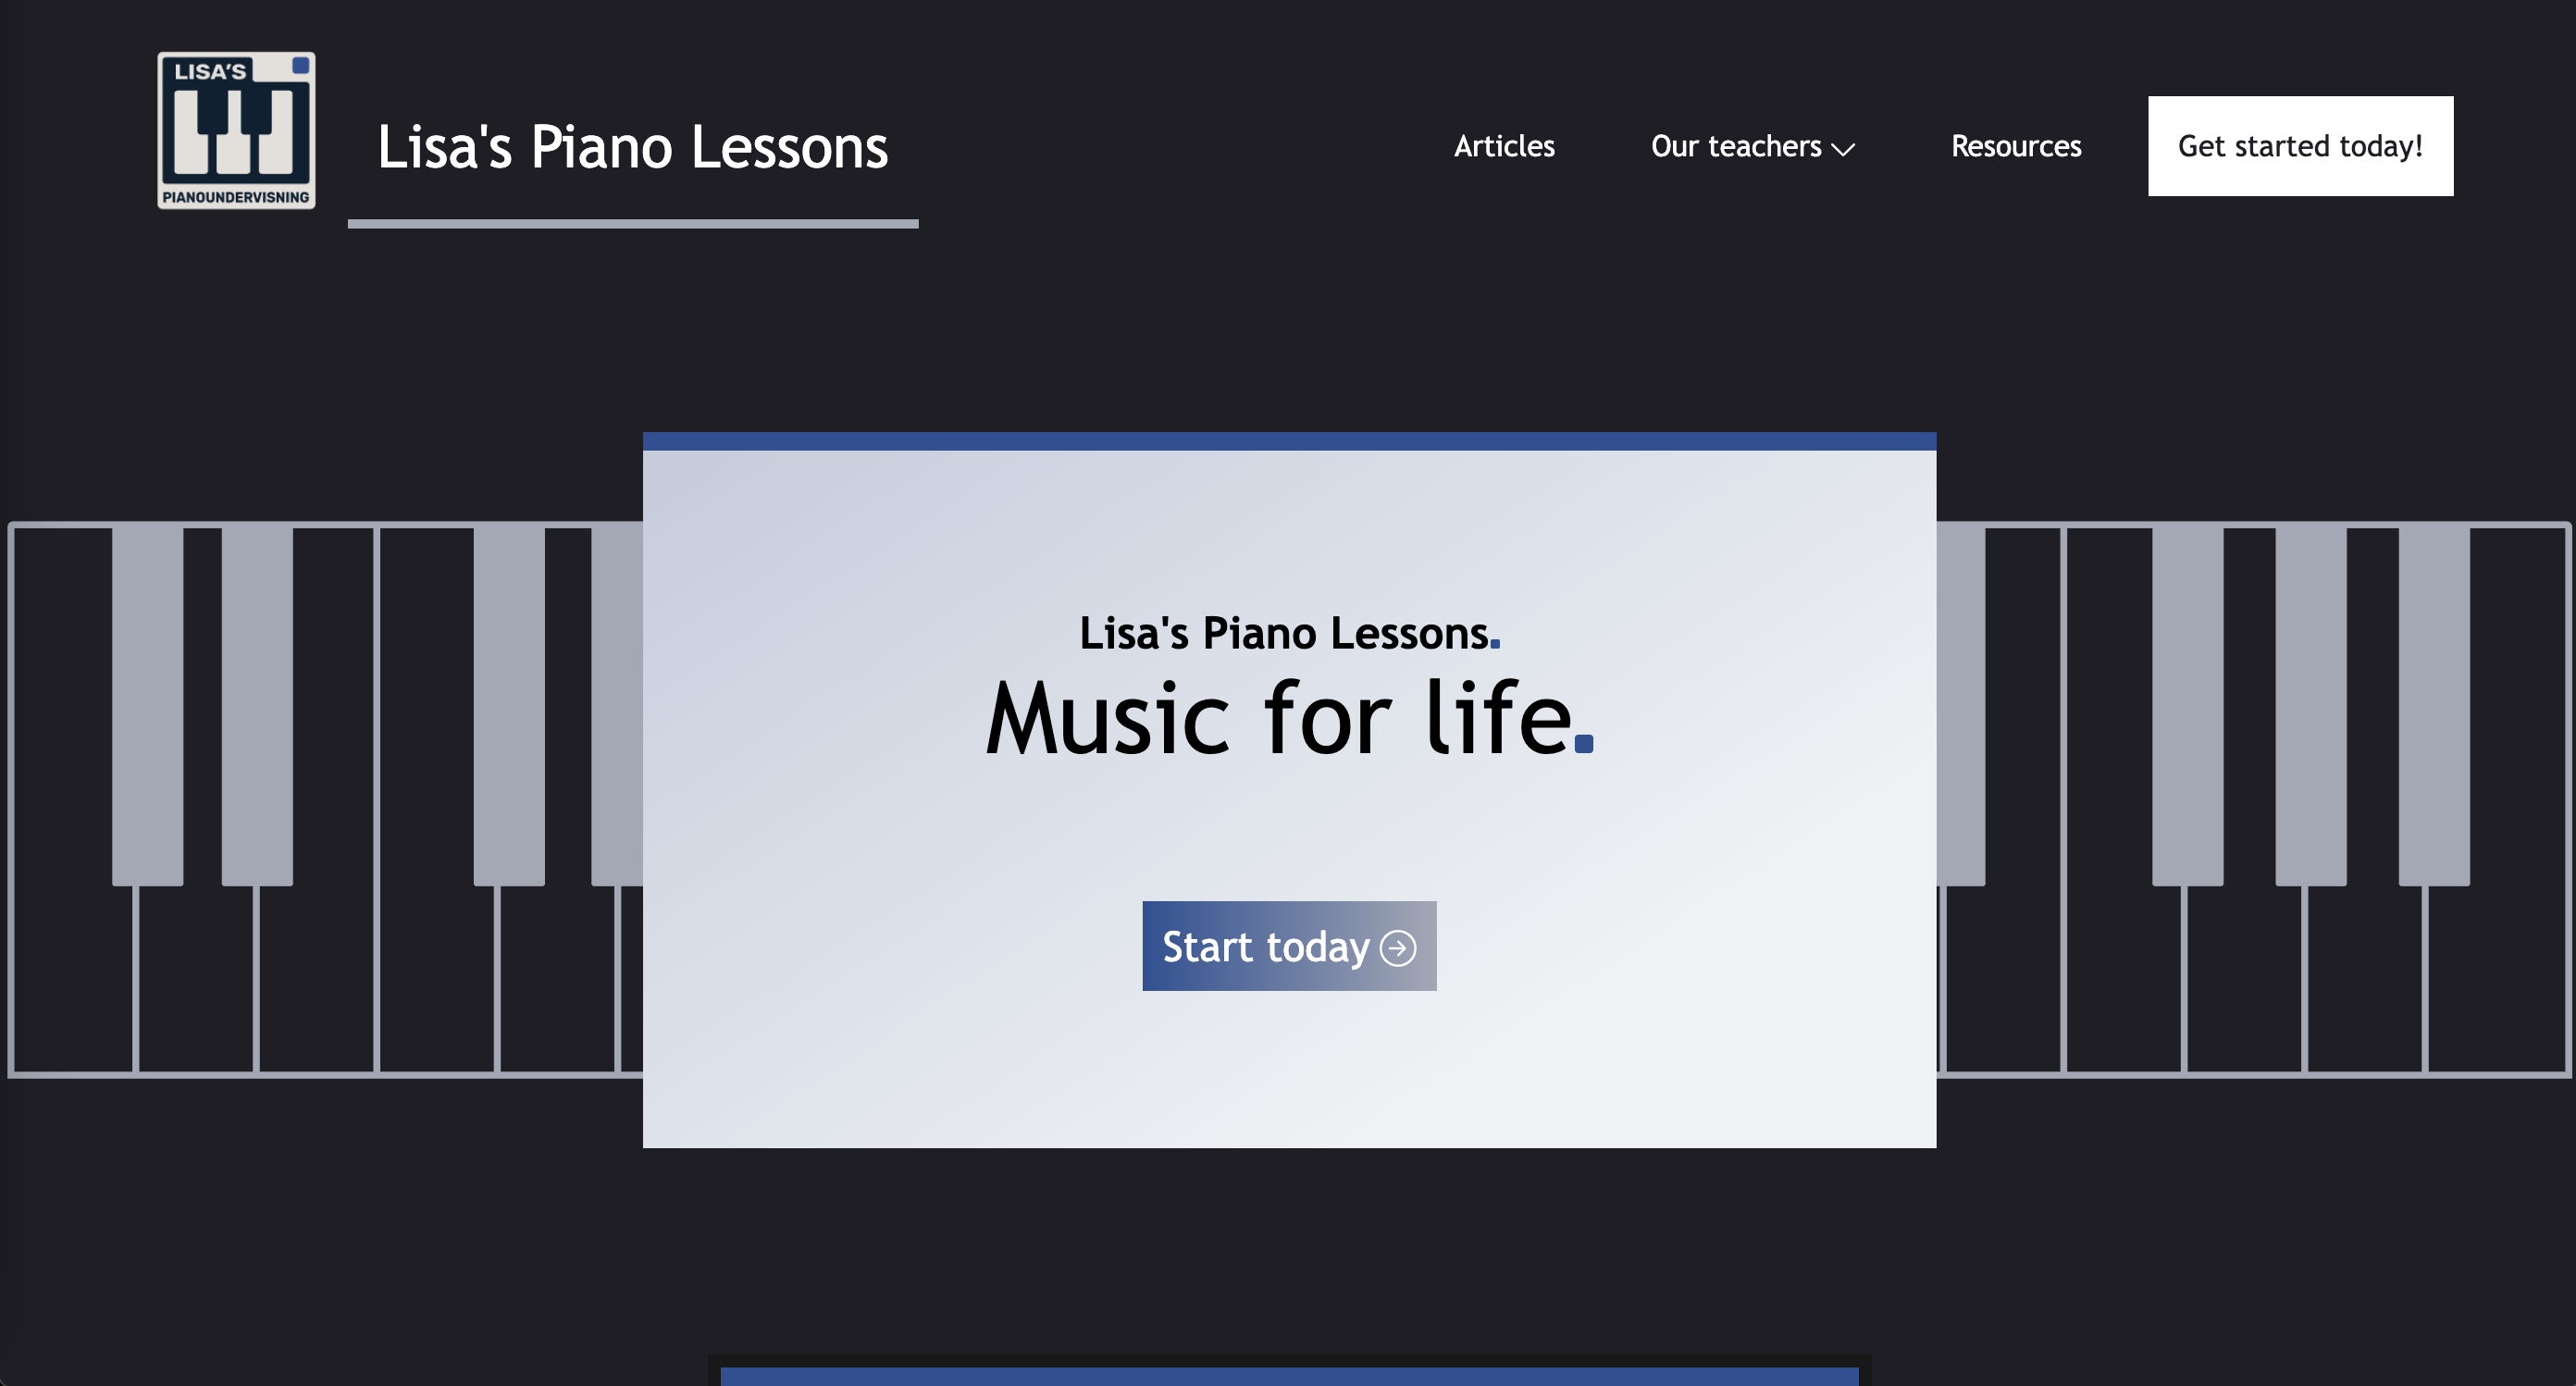 LISA'S
PIANOUNDERVISNING
Lisa's Piano Lessons
Articles
Our teachers
Resources
Get started today!
Lisa's Piano Lessons.
Music for life.
Start today